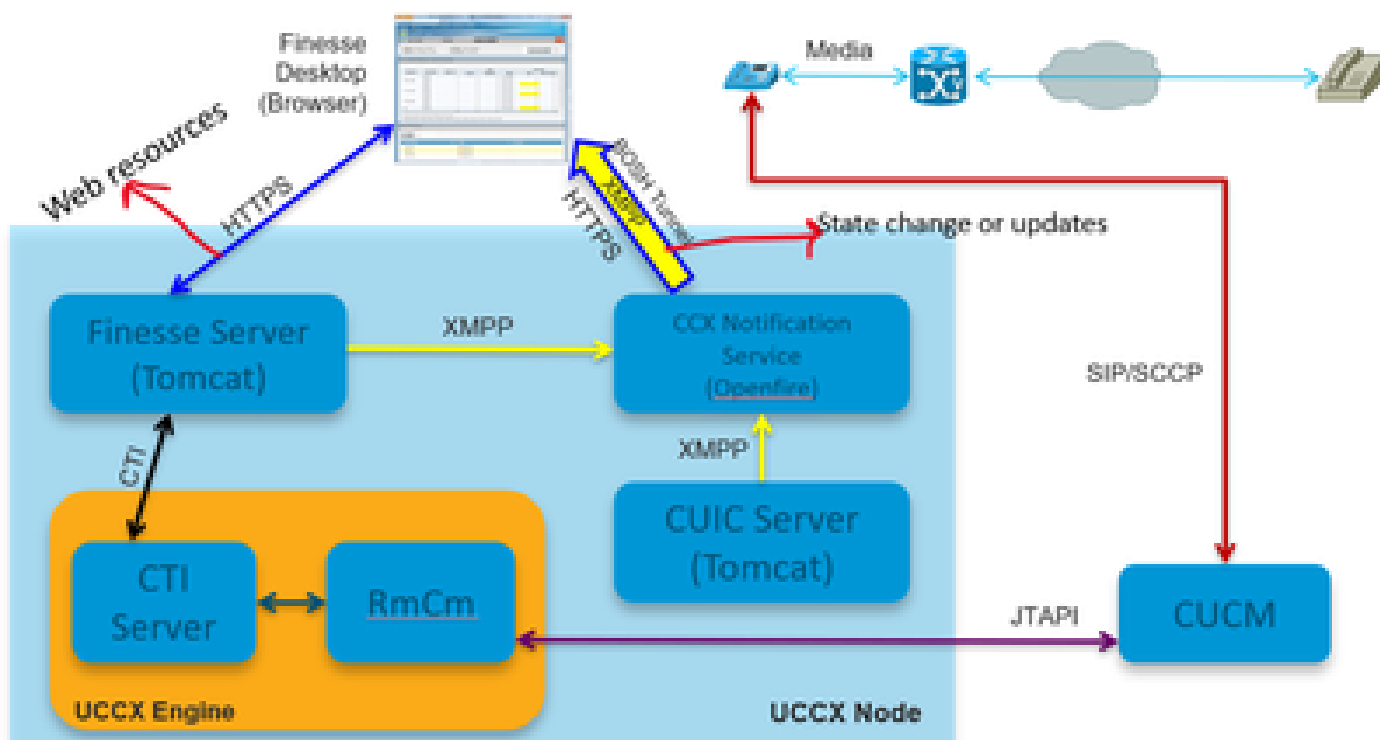 Finesse
Desktop
(Browser)
Media
Web resources
HTTPS
BOSH Tunnel
XMPP
HTTPS
State change or updates
Finesse Server
(Tomcat)
XMPP
CCX Notification
Service
(Openfire)
SIP/SCCP
CTI
XMPP
CUIC Server
(Tomcat)
CTI
Server
RmCm
JTAPI
CUCM
UCCX Engine
UCCX Node